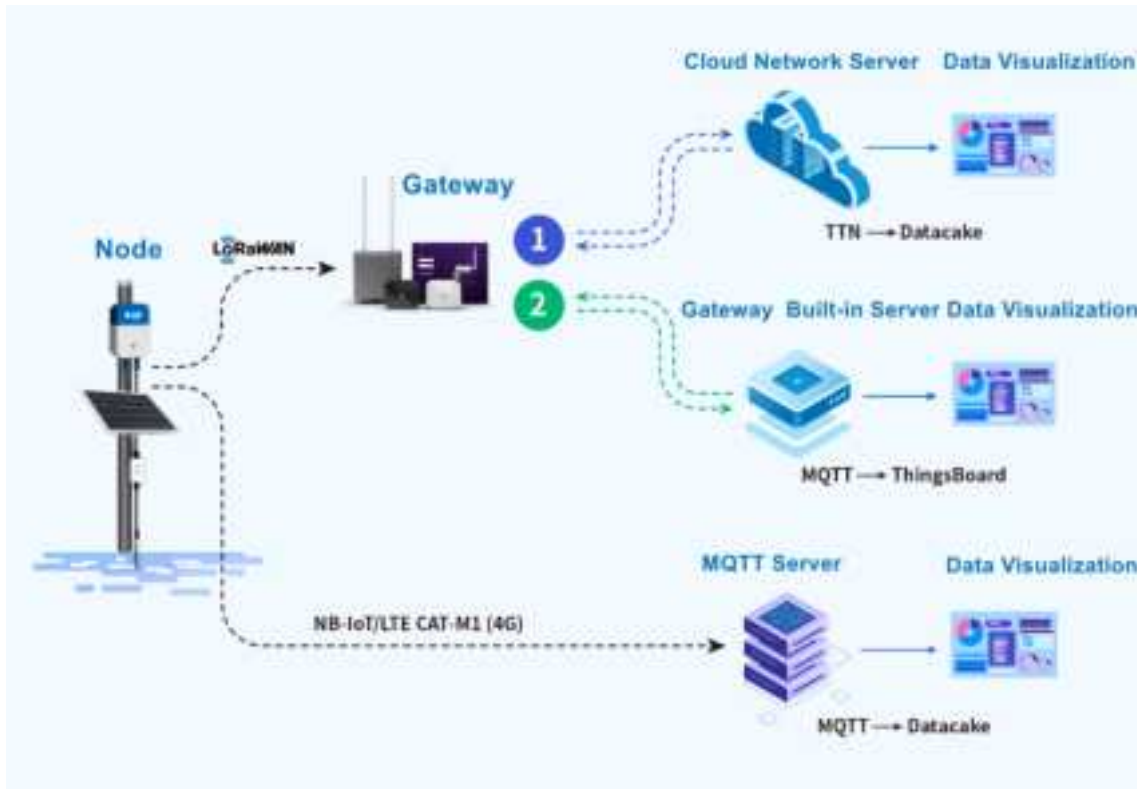 Cloud Network Server Data Visualization
Gateway
1
TTN → Datacake
Node
LoRaWAN
2
Gateway Built-in Server Data Visualization
MQTT → ThingsBoard
MQTT Server Data Visualization
NB-IoT/LTE CAT-M1 (4G)
MQTT → Datacake